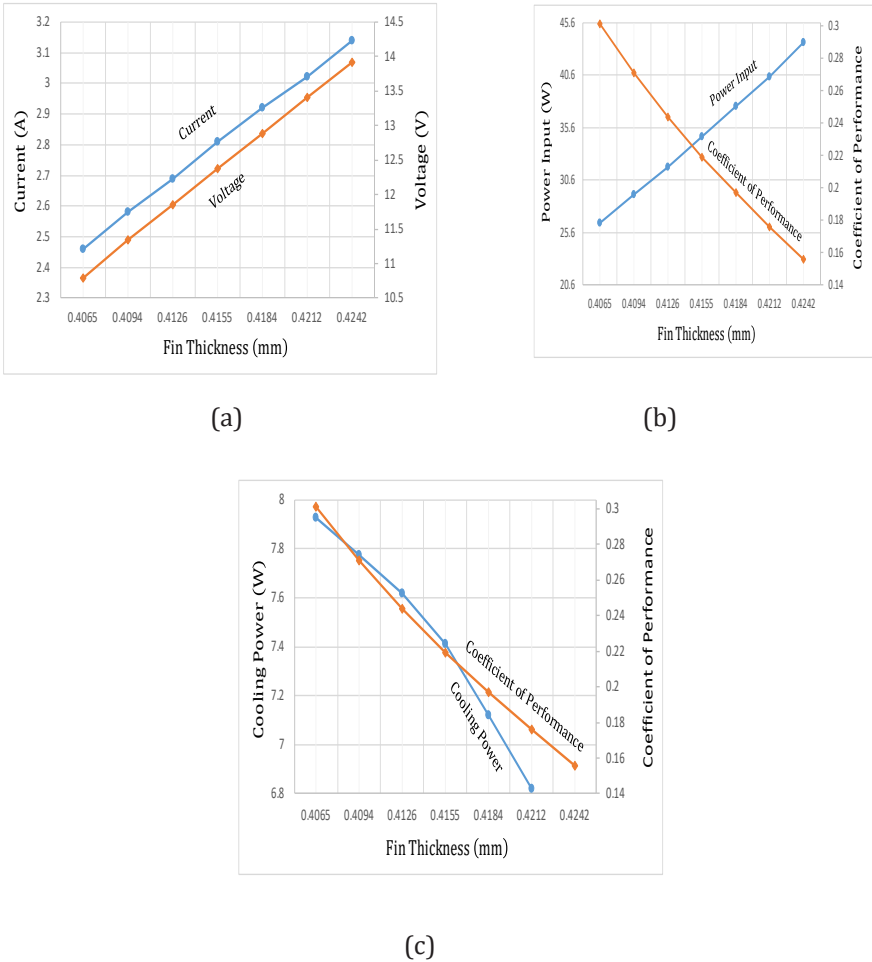 3.2
3.1
3
2.9
2.8
2.7
2.6
2.5
2.4
2.3
Current (A)
14.5
14
13.5
13
12.5
12
11.5
11
10.5
Voltage (V)
Current
Voltage
0.4065 0.4094 0.4126 0.4155 0.4184 0.4212 0.4242
Fin Thickness (mm)
(a)
45.6
40.6
35.6
30.6
25.6
20.6
Power Input (W)
0.3
0.28
0.26
0.24
0.22
0.2
0.18
0.16
0.14
Coefficient of Performance
Power Input
Coefficient of Performance
0.4065 0.4094 0.4126 0.4155 0.4184 0.4212 0.4242
Fin Thickness (mm)
(b)
8
7.8
7.6
7.4
7.2
7
6.8
Cooling Power (W)
0.3
0.28
0.26
0.24
0.22
0.2
0.18
0.16
0.14
Coefficient of Performance
Coefficient of Performance
Cooling Power
0.4065 0.4094 0.4126 0.4155 0.4184 0.4212 0.4242
Fin Thickness (mm)
(c)